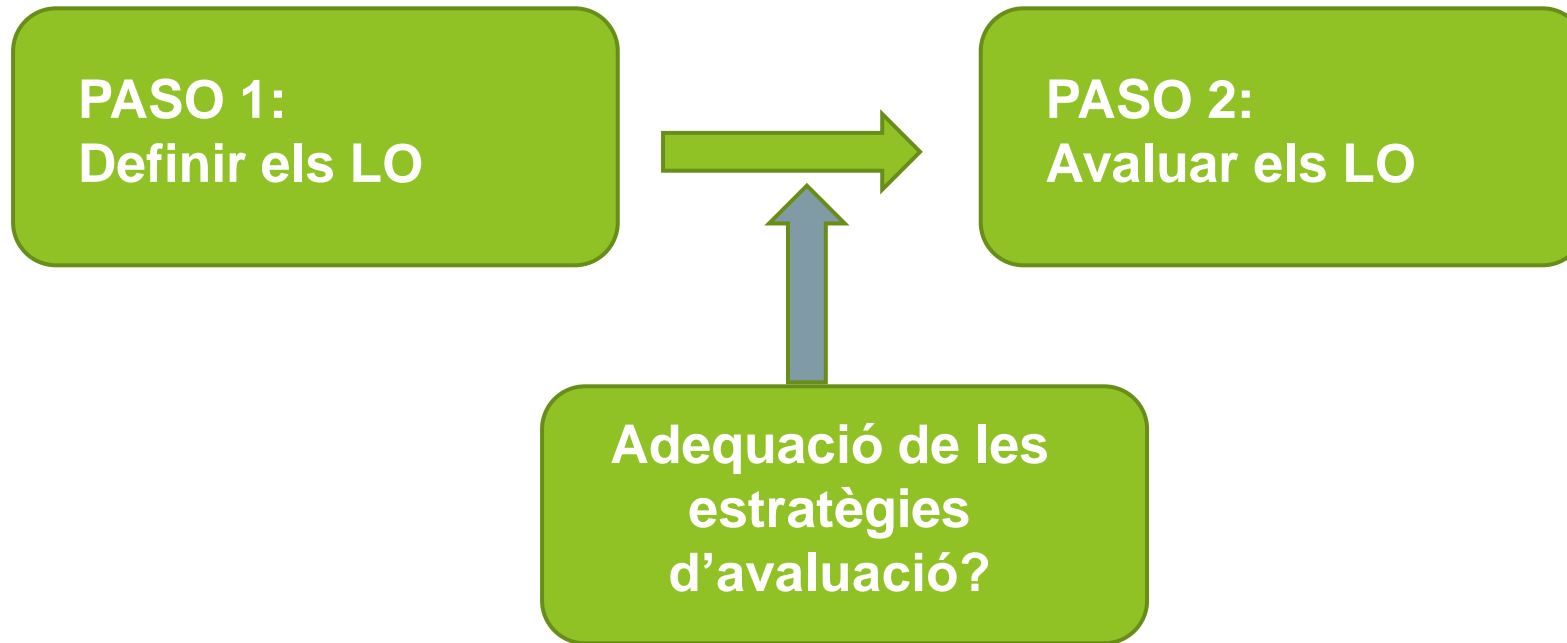 PASO 1:
Definir els LO
PASO 2:
Avaluar els LO
Adequació de les
estratègies
d’avaluació?